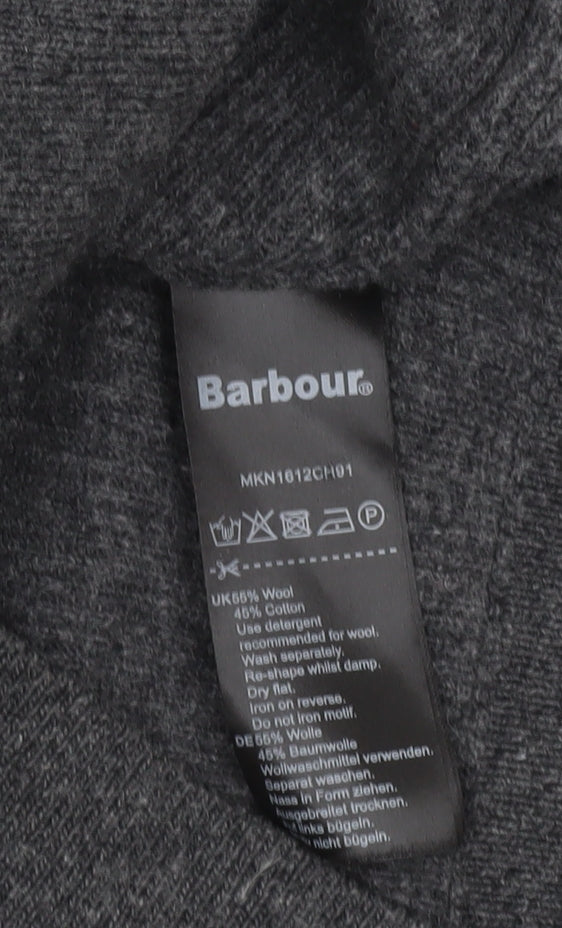 Barbour®
MKN1612CH91
P
UK 55% Wool
45% Cotton
Use detergent
recommended for wool.
Wash separately.
Re-shape whilst damp.
Dry flat.
Iron on reverse.
Do not iron motif.
DE 55% Wolle
45% Baumwolle
Wollwaschmittel verwenden.
Separat waschen.
Nass in Form ziehen.
Ausgebreitet trocknen.
links bügeln.
nicht bügeln.